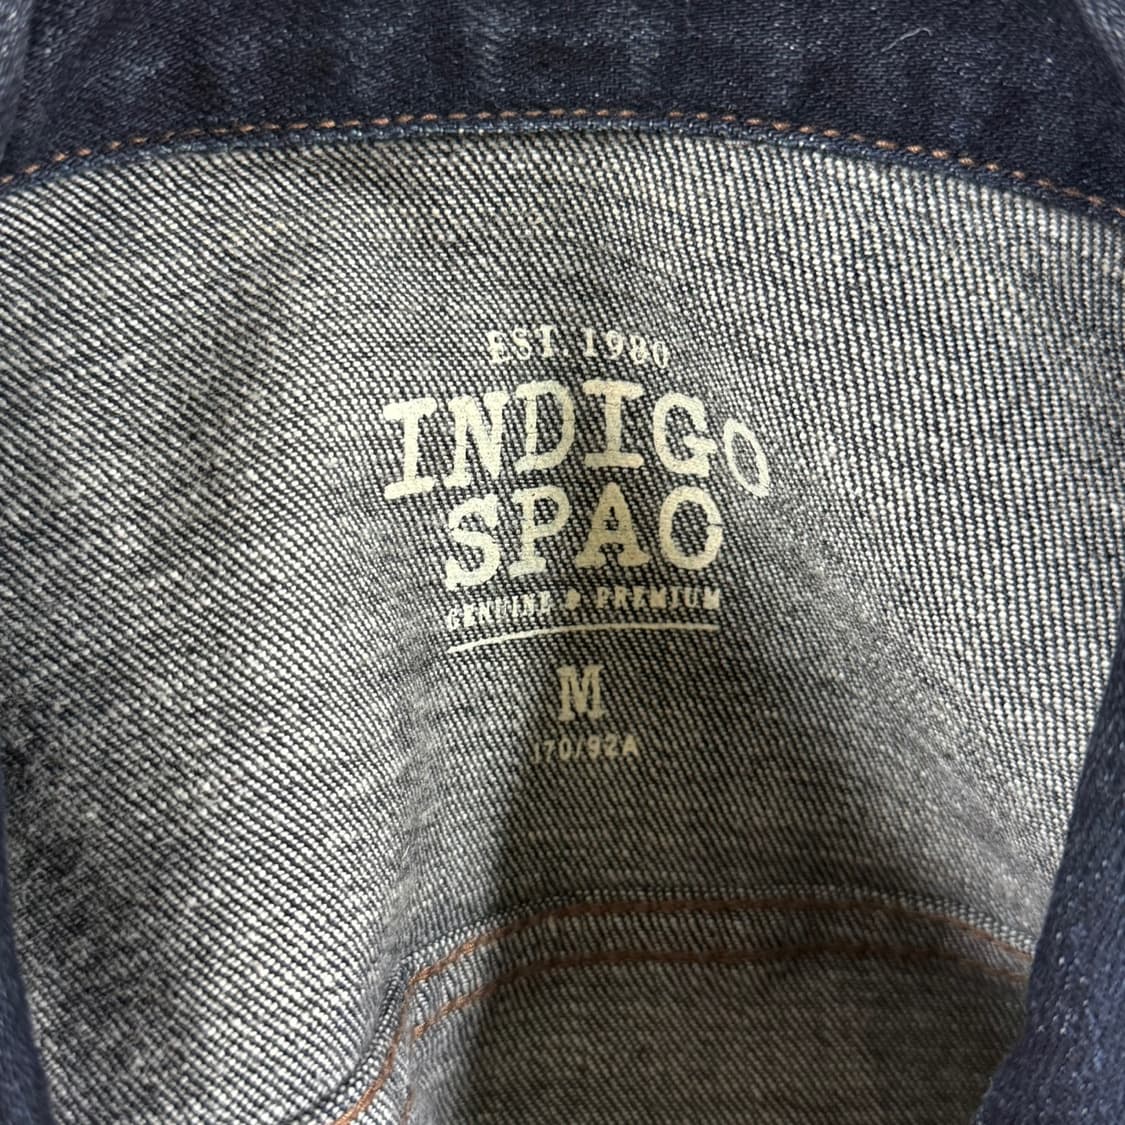 EST. 1980
INDIGO
SPAO
GENUINE & PREMIUM
M
170/92A